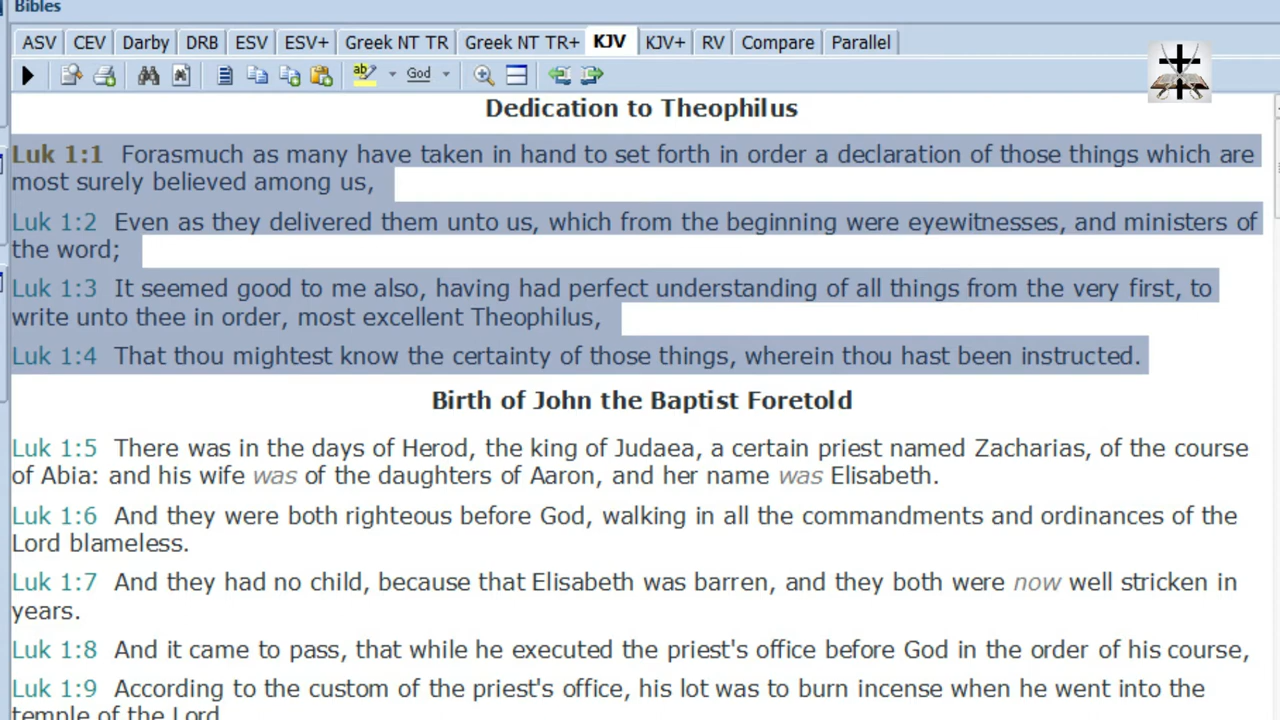 Bibles
ASV CEV Darby DRB ESV ESV+ Greek NT TR Greek NT TR+ KJV KJV+ RV Compare Parallel
ab God
Dedication to Theophilus
Luk 1:1 Forasmuch as many have taken in hand to set forth in order a declaration of those things which are
most surely believed among us,
Luk 1:2 Even as they delivered them unto us, which from the beginning were eyewitnesses, and ministers of
the word;
Luk 1:3 It seemed good to me also, having had perfect understanding of all things from the very first, to
write unto thee in order, most excellent Theophilus,
Luk 1:4 That thou mightest know the certainty of those things, wherein thou hast been instructed.
Birth of John the Baptist Foretold
Luk 1:5 There was in the days of Herod, the king of Judaea, a certain priest named Zacharias, of the course
of Abia: and his wife was of the daughters of Aaron, and her name was Elisabeth.
Luk 1:6 And they were both righteous before God, walking in all the commandments and ordinances of the
Lord blameless.
Luk 1:7 And they had no child, because that Elisabeth was barren, and they both were now well stricken in
years.
Luk 1:8 And it came to pass, that while he executed the priest's office before God in the order of his course,
Luk 1:9 According to the custom of the priest's office, his lot was to burn incense when he went into the
temple of the Lord